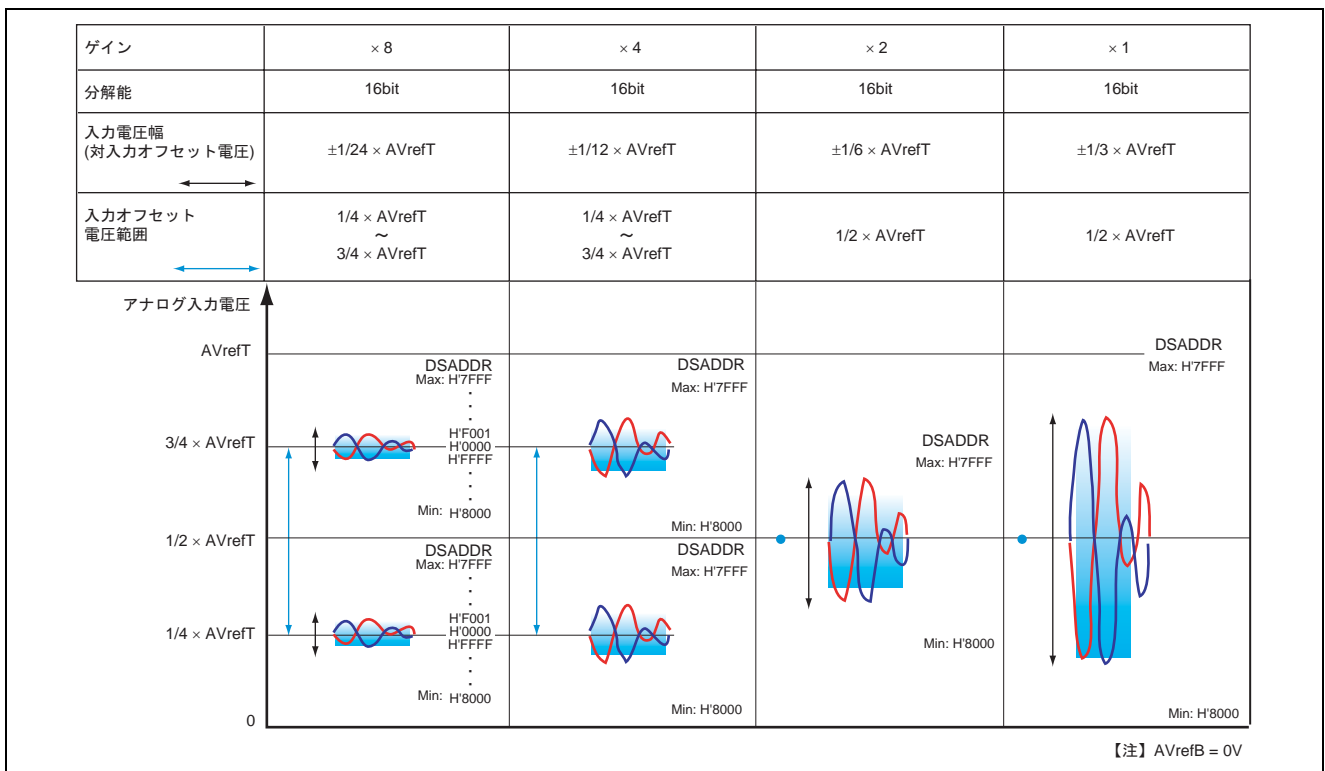 ゲイン × 8 × 4 × 2 × 1
分解能 16bit 16bit 16bit 16bit
入力電圧幅
(対入力オフセット電圧) ±1/24 × AVrefT ±1/12 × AVrefT ±1/6 × AVrefT ±1/3 × AVrefT
入力オフセット
電圧範囲
1/4 × AVrefT
～
3/4 × AVrefT
1/4 × AVrefT
～
3/4 × AVrefT
1/2 × AVrefT
1/2 × AVrefT
アナログ入力電圧
AVrefT
3/4 × AVrefT
1/2 × AVrefT
1/4 × AVrefT
0
DSADDR
Max: H'7FFF
H'F001
H'0000
H'FFFF
Min: H'8000
DSADDR
Max: H'7FFF
H'F001
H'0000
H'FFFF
Min: H'8000
DSADDR
Max: H'7FFF
Min: H'8000
DSADDR
Max: H'7FFF
Min: H'8000
DSADDR
Max: H'7FFF
Min: H'8000
DSADDR
Max: H'7FFF
Min: H'8000
【注】AVrefB = 0V